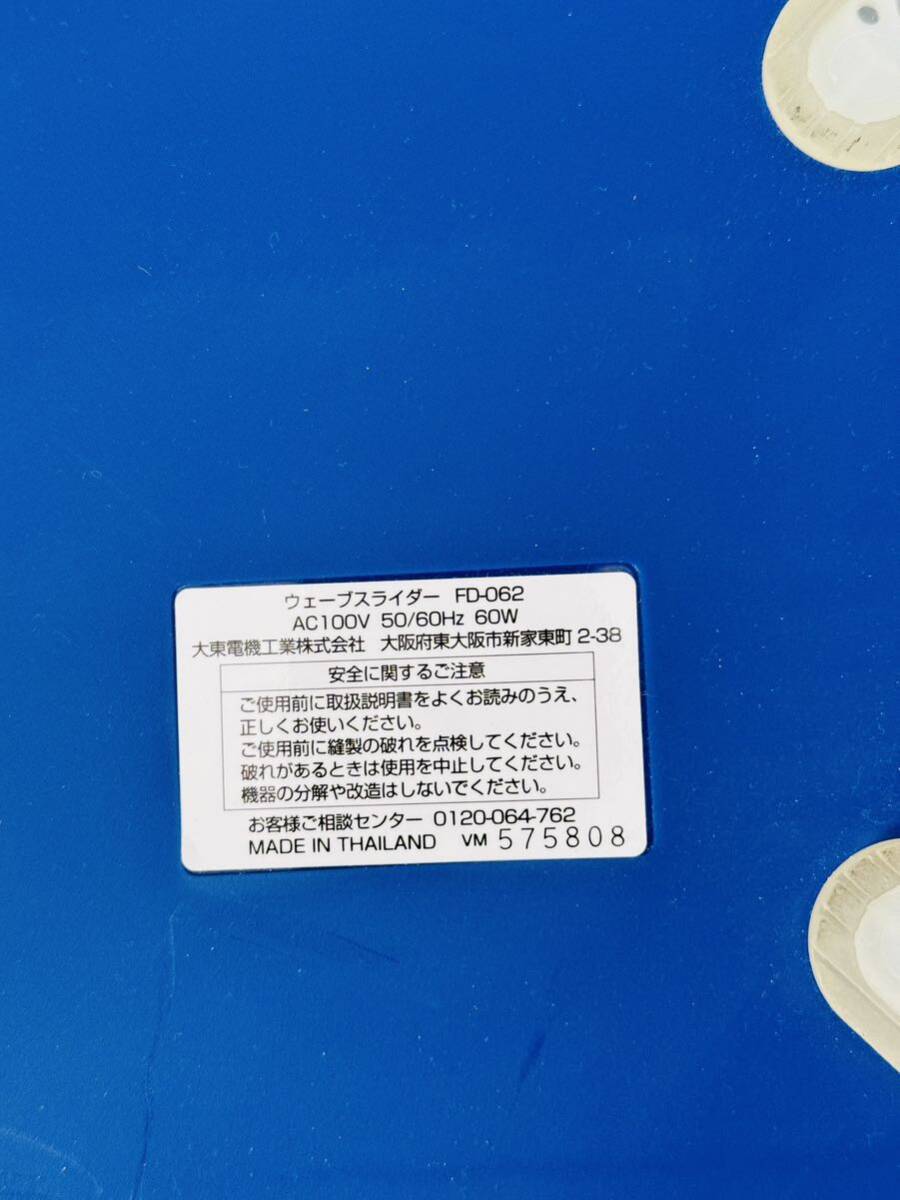 ウェーブスライダー FD-062
AC100V 50/60Hz 60W
大東電機工業株式会社 大阪府東大阪市新家東町2-38
安全に関するご注意
ご使用前に取扱説明書をよくお読みのうえ、
正しくお使いください。
ご使用前に縫製の破れを点検してください。
破れがあるときは使用を中止してください。
機器の分解や改造はしないでください。
お客様ご相談センター 0120-064-762
MADE IN THAILAND VM 575808